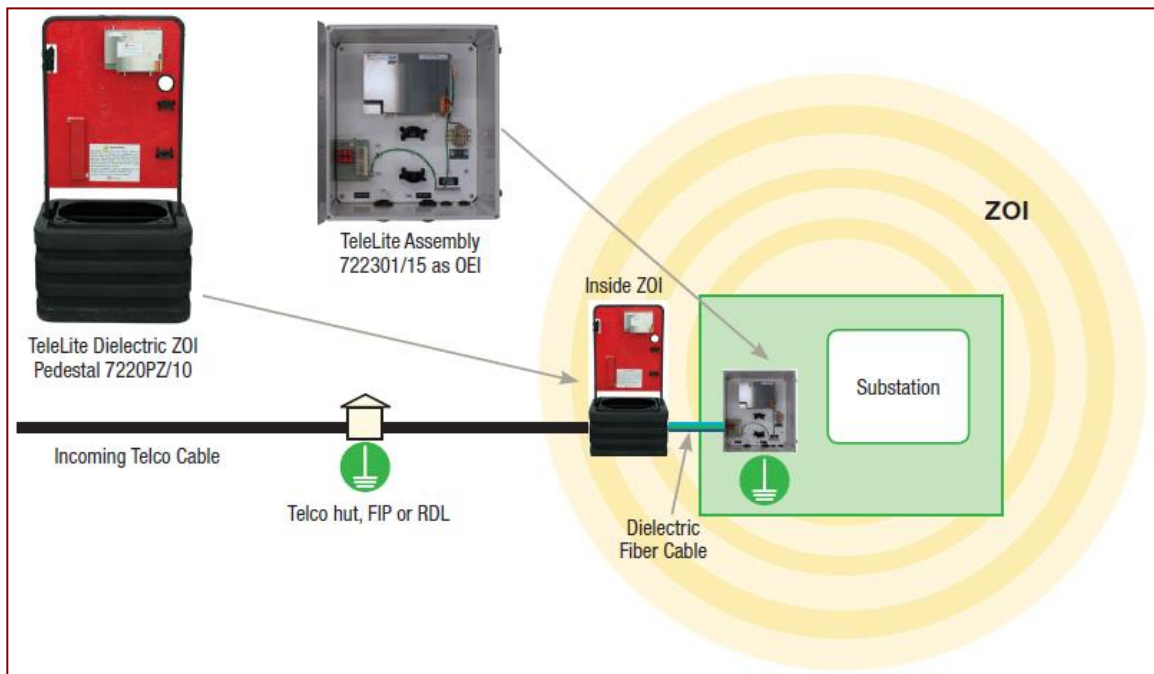 ZOI
TeleLite Assembly
722301/15 as OEI
Inside ZOI
TeleLite Dielectric ZOI
Pedestal 7220PZ/10
Substation
Incoming Telco Cable
Telco hut, FIP or RDL
Dielectric
Fiber Cable